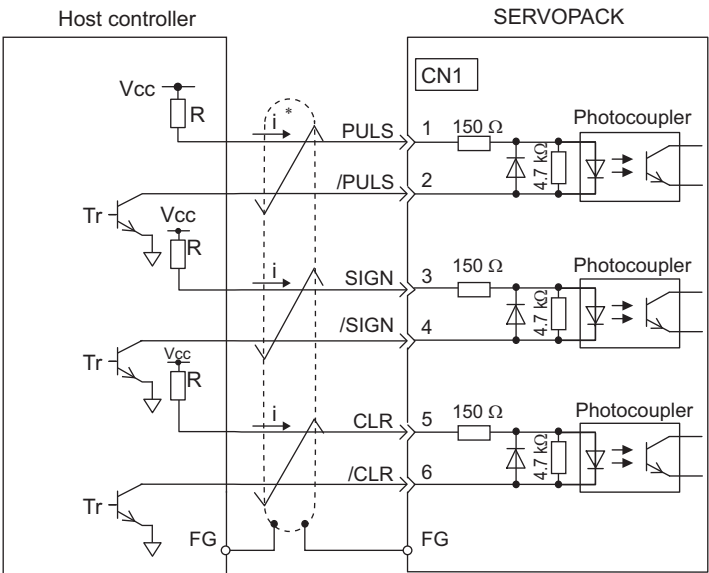 Host controller
SERVOPACK
CN1
Vcc
R
i
*
PULS
1
150 Ω
4.7 kΩ
Photocoupler
/PULS
2
Tr
Vcc
R
i
SIGN
3
150 Ω
4.7 kΩ
Photocoupler
/SIGN
4
Tr
Vcc
R
i
CLR
5
150 Ω
4.7 kΩ
Photocoupler
/CLR
6
Tr
FG
FG